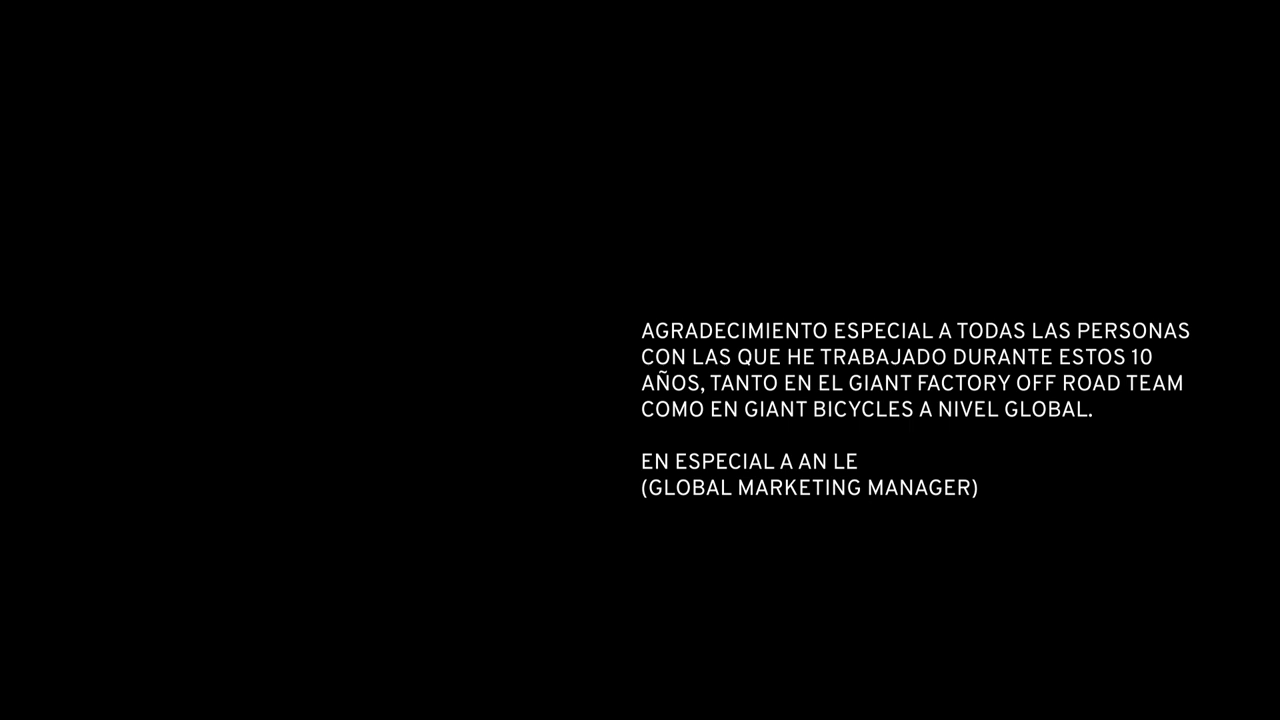 AGRADECIMIENTO ESPECIAL A TODAS LAS PERSONAS
CON LAS QUE HE TRABAJADO DURANTE ESTOS 10
AÑOS, TANTO EN EL GIANT FACTORY OFF ROAD TEAM
COMO EN GIANT BICYCLES A NIVEL GLOBAL.
EN ESPECIAL A AN LE
(GLOBAL MARKETING MANAGER)